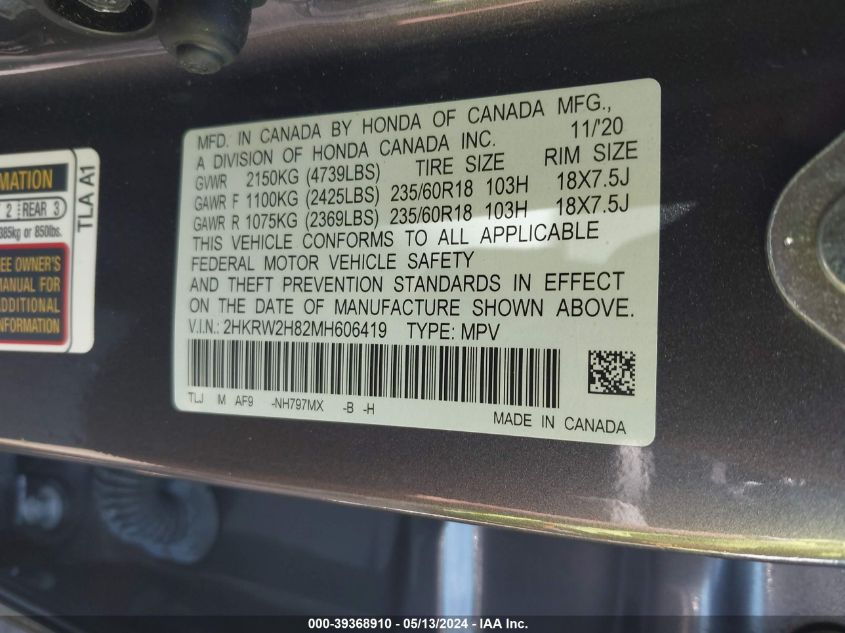 MFD. IN CANADA BY HONDA OF CANADA MFG.,
A DIVISION OF HONDA CANADA INC. 11/'20
GVWR 2150KG (4739LBS) TIRE SIZE RIM SIZE
GAWR F 1100KG (2425LBS) 235/60R18 103H 18X7.5J
GAWR R 1075KG (2369LBS) 235/60R18 103H 18X7.5J
THIS VEHICLE CONFORMS TO ALL APPLICABLE
FEDERAL MOTOR VEHICLE SAFETY
AND THEFT PREVENTION STANDARDS IN EFFECT
ON THE DATE OF MANUFACTURE SHOWN ABOVE.
V.I.N.: 2HKRW2H82MH606419 TYPE: MPV
TLJ M AF9 -NH797MX -B -H
MADE IN CANADA
MATION
2 REAR 3
385kg or 850lbs.
OWNER'S
MANUAL FOR
TLA A1
000-39368910 / 05/13/2024 - IAA Inc.